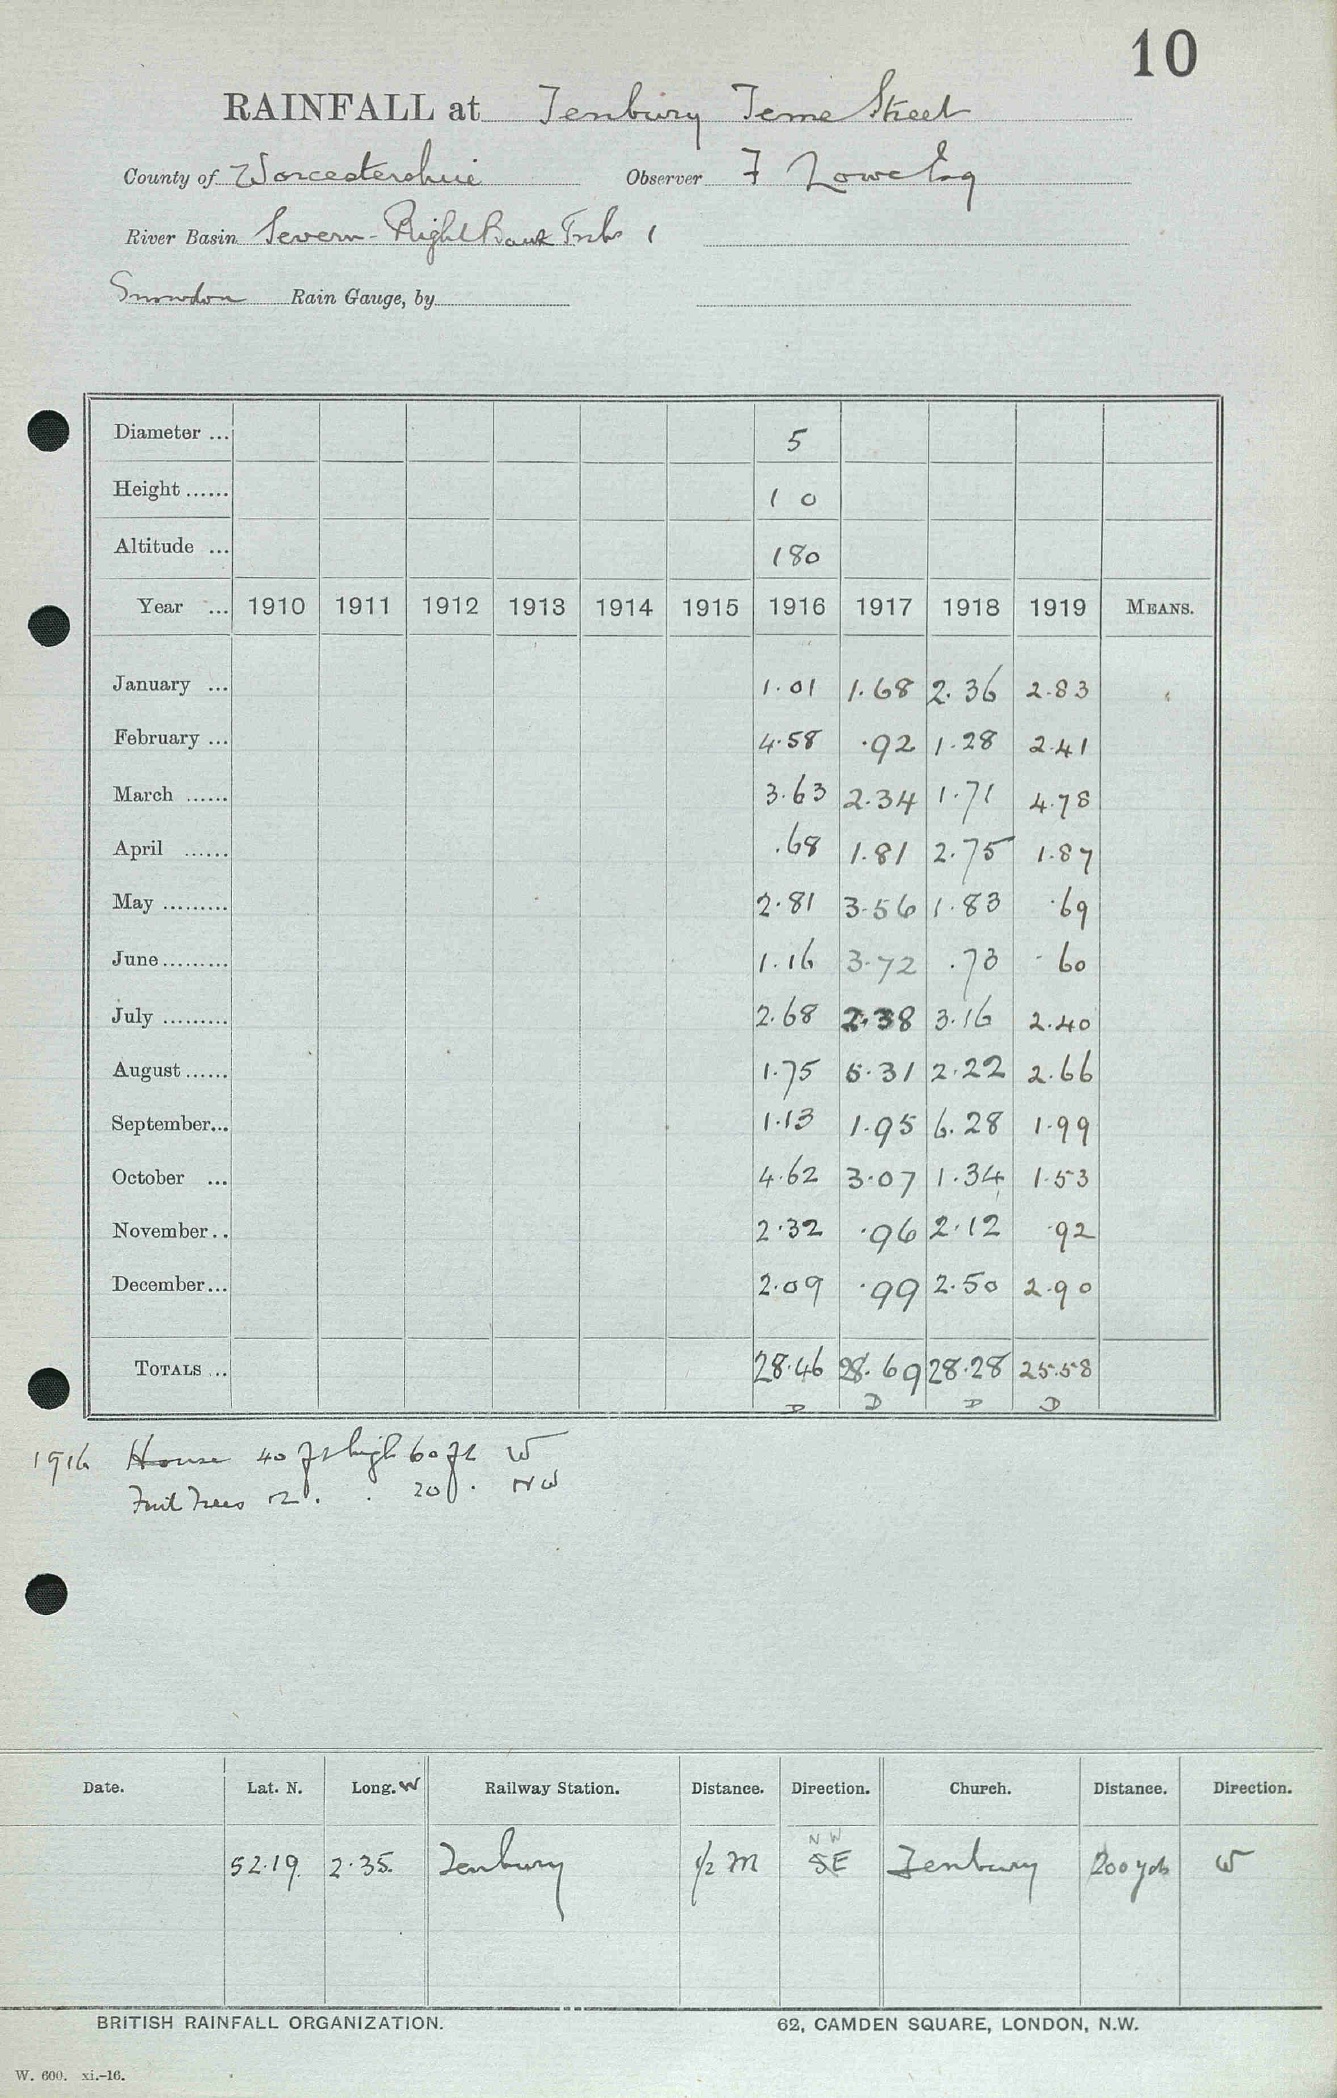 10
RAINFALL at Tenbury Teme Street
County of Worcestershire Observer F Lowe Esq
River Basin Severn - Right Bank Tribs 1
Snowdon Rain Gauge, by
Diameter ... 5
Height ...... 1 0
Altitude ... 180
Year ... 1910 1911 1912 1913 1914 1915 1916 1917 1918 1919 MEANS.
January ... 1.01 1.68 2.36 2.83
February ... 4.58 .92 1.28 2.41
March ...... 3.63 2.34 1.71 4.78
April ...... .68 1.81 2.75 1.87
May ......... 2.81 3.56 1.83 .69
June ......... 1.16 3.72 .73 .60
July ......... 2.68 2.38 3.16 2.40
August ...... 1.75 5.31 2.22 2.66
September... 1.13 1.95 6.28 1.99
October ... 4.62 3.07 1.34 1.53
November.. 2.32 .96 2.12 .92
December... 2.09 .99 2.50 2.90
TOTALS ... 28.46 28.69 28.28 25.58
D D D D
1916 House 40 ft high 60 ft W
Fruit Trees 12 . . 20 . NW
Date. Lat. N. Long. W Railway Station. Distance. Direction. Church. Distance. Direction.
NW
52.19. 2.35. Tenbury 1/2 M SE Tenbury 200 yds W
BRITISH RAINFALL ORGANIZATION. 62, CAMDEN SQUARE, LONDON, N.W.
W. 600. xi.-16.